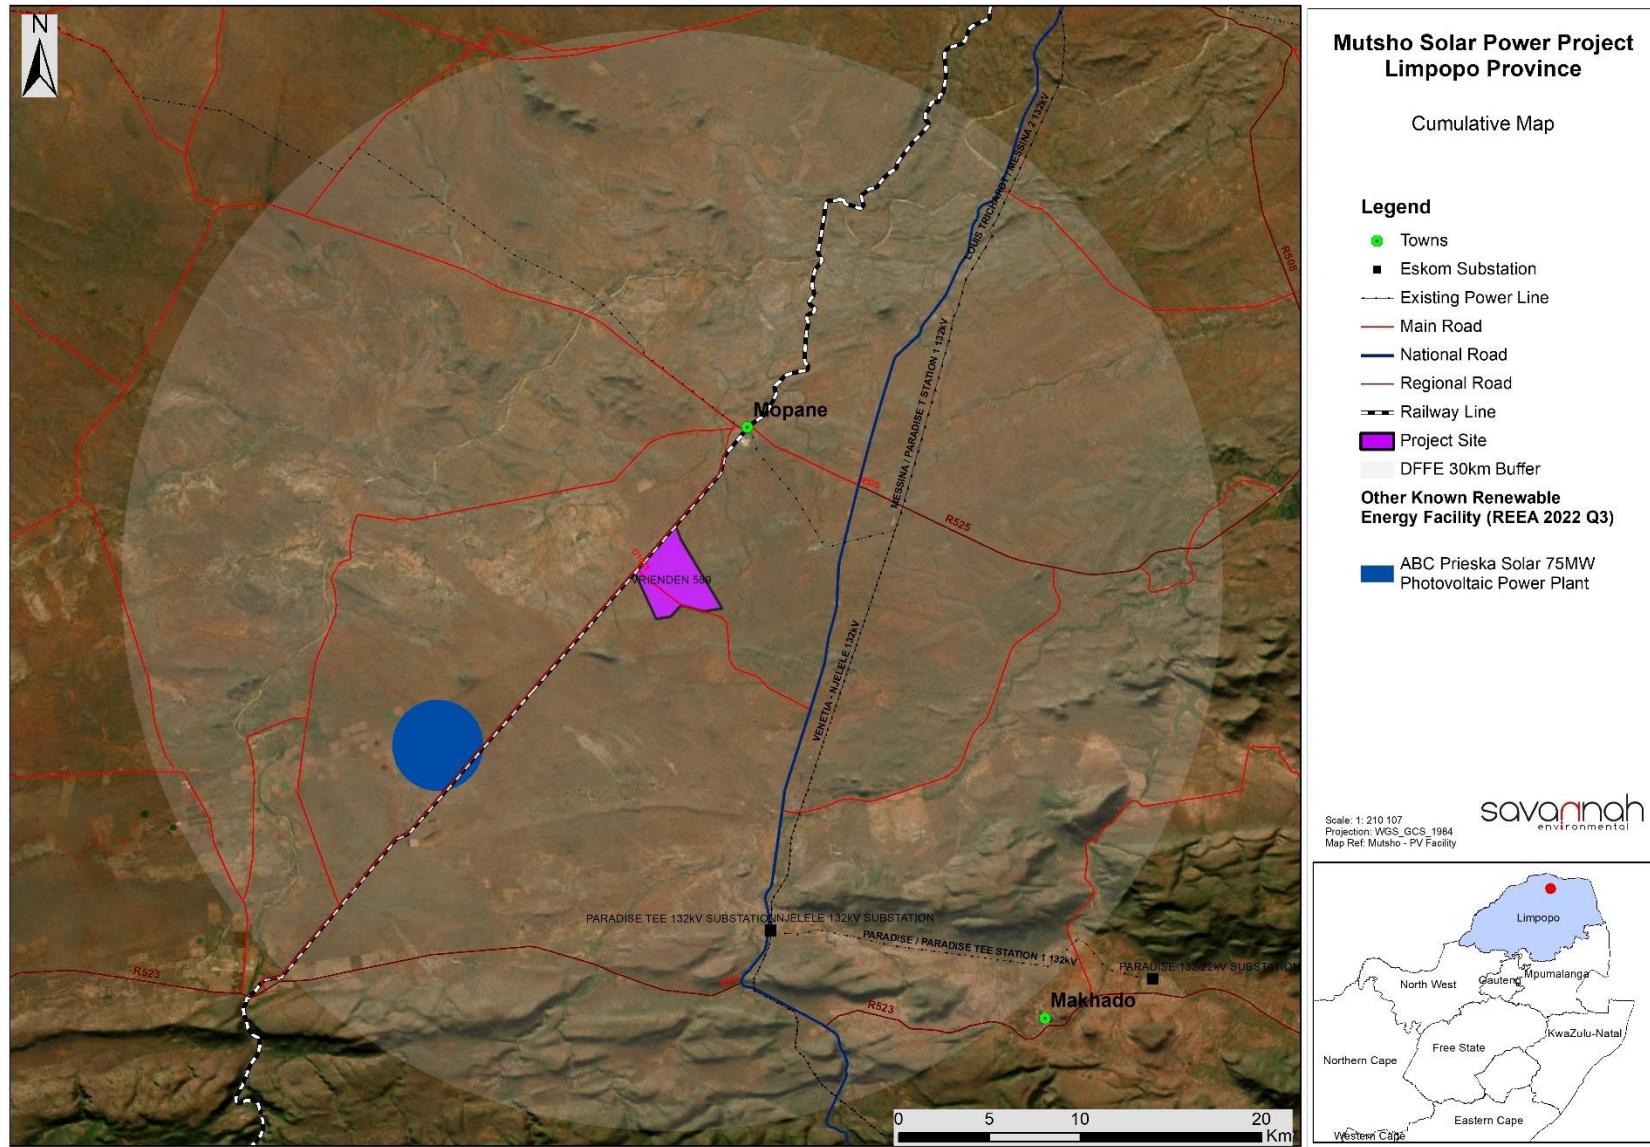 N
Mopane
VRIENDEN 589
LOUIS TRICHARDT / MESSINA 2 132kV
MESSINA / PARADISE T STATION 1 132kV
VENETIA - NJELELE 132kV
R508
R525
R525
PARADISE TEE 132kV SUBSTATION
NJELELE 132kV SUBSTATION
PARADISE / PARADISE TEE STATION 1 132kV
PARADISE 132/22kV SUBSTATION
R523
R523
Makhado
0 5 10 20
Km
Mutsho Solar Power Project
Limpopo Province
Cumulative Map
Legend
Towns
Eskom Substation
Existing Power Line
Main Road
National Road
Regional Road
Railway Line
Project Site
DFFE 30km Buffer
Other Known Renewable
Energy Facility (REEA 2022 Q3)
ABC Prieska Solar 75MW
Photovoltaic Power Plant
Scale: 1: 210 107
Projection: WGS_GCS_1984
Map Ref: Mutsho - PV Facility
savannah
environmental
Limpopo
North West
Gauteng
Mpumalanga
KwaZulu-Natal
Free State
Northern Cape
Eastern Cape
Western Cape